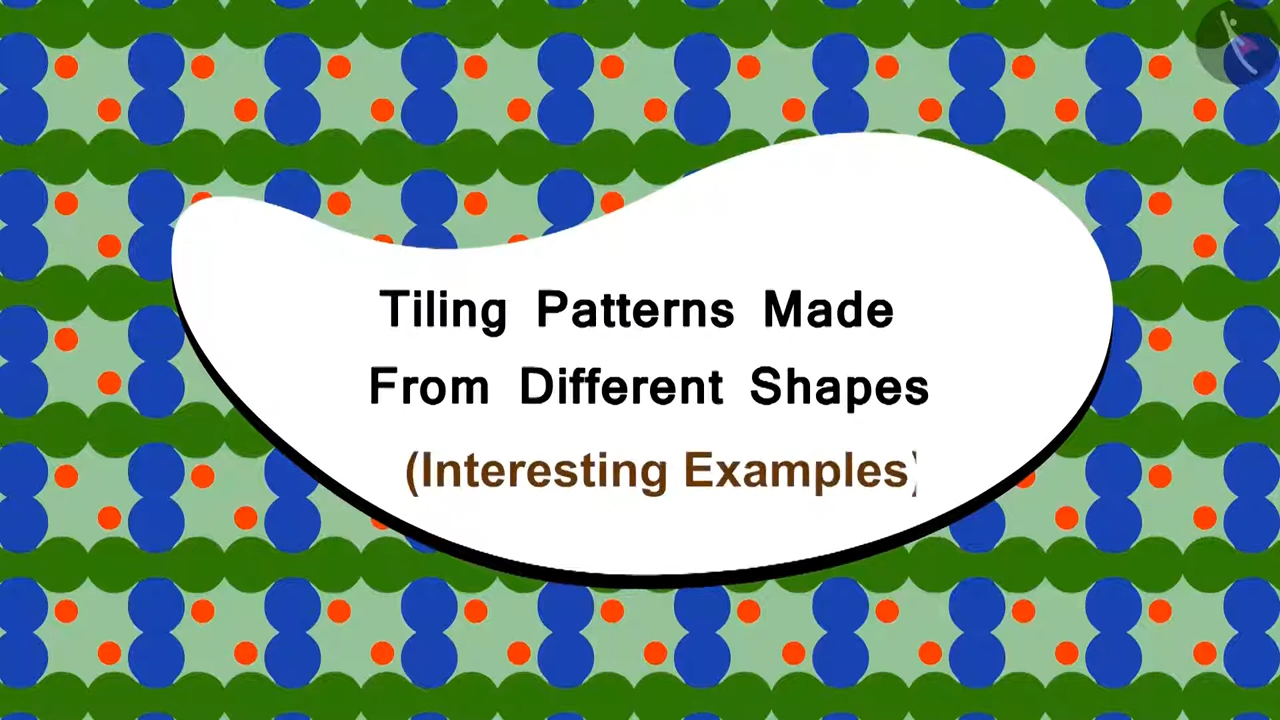 Tiling Patterns Made
From Different Shapes
(Interesting Examples)